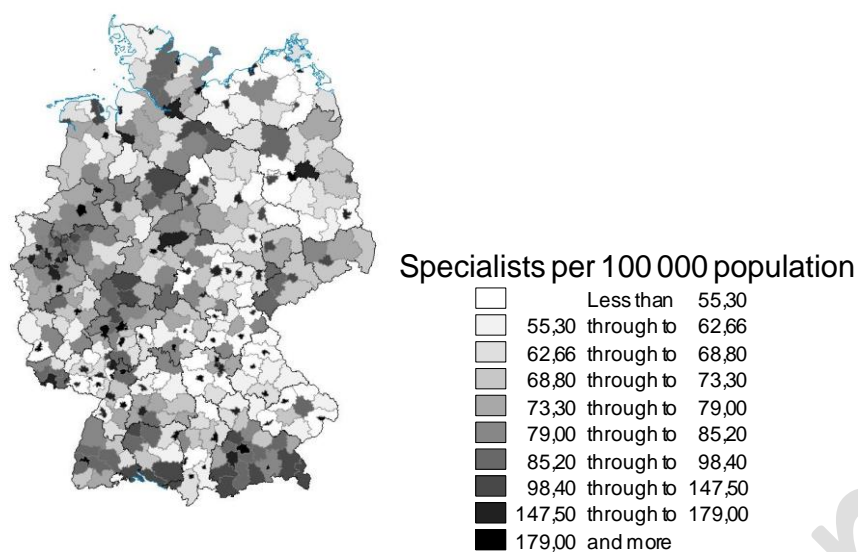 Specialists per 100 000 population
Less than 55,30
55,30 through to 62,66
62,66 through to 68,80
68,80 through to 73,30
73,30 through to 79,00
79,00 through to 85,20
85,20 through to 98,40
98,40 through to 147,50
147,50 through to 179,00
179,00 and more